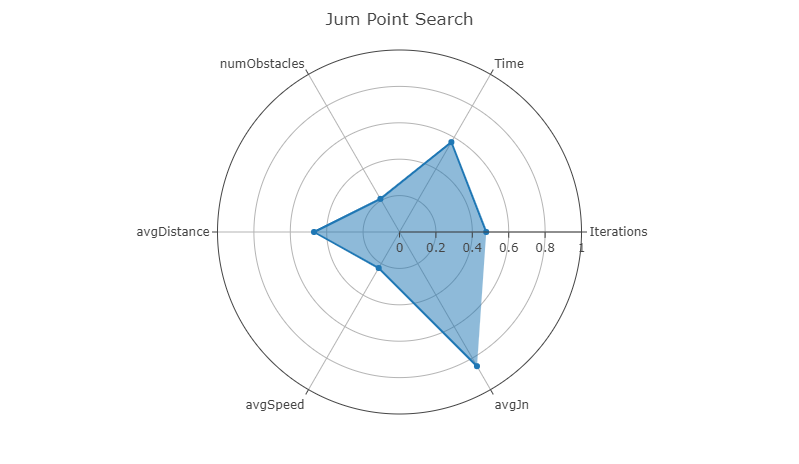 Jum Point Search
numObstacles
Time
avgDistance
Iterations
0 0.2 0.4 0.6 0.8 1
avgSpeed
avgJn